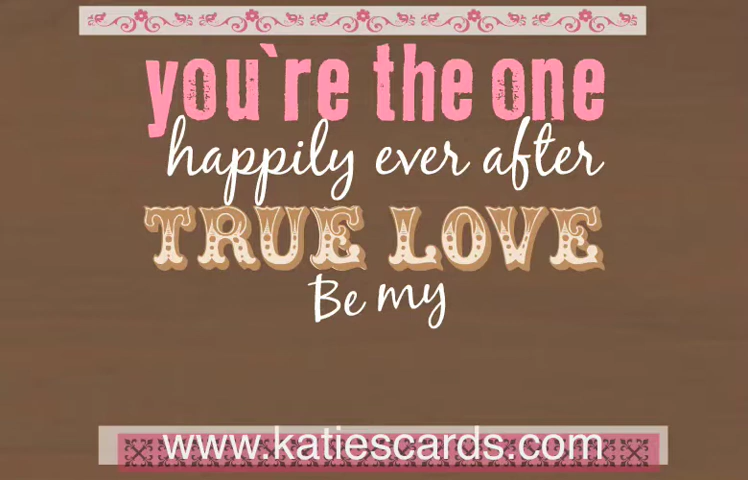 you`re the one
happily ever after
TRUE LOVE
Be my
www.katiescards.com